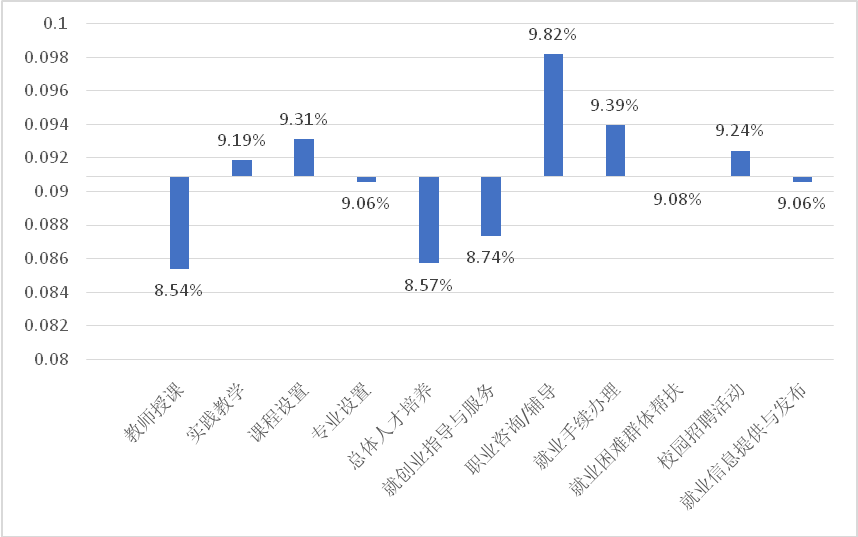 0.1
0.098
0.096
0.094
0.092
0.09
0.088
0.086
0.084
0.082
0.08
8.54%
9.19%
9.31%
9.06%
8.57%
8.74%
9.82%
9.39%
9.08%
9.24%
9.06%
教师授课
实践教学
课程设置
专业设置
总体人才培养
就创业指导与服务
职业咨询/辅导
就业手续办理
就业困难群体帮扶
校园招聘活动
就业信息提供与发布